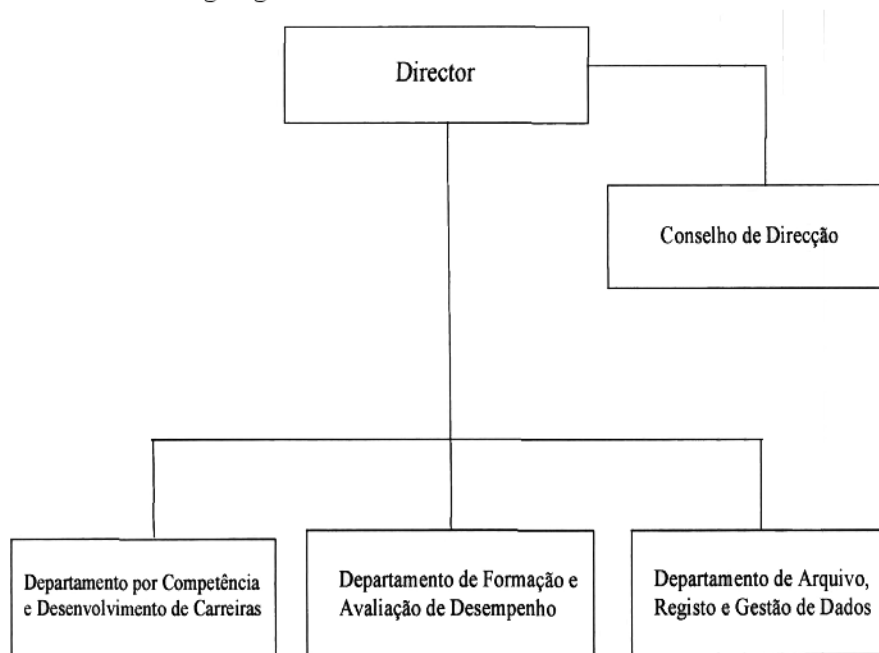 Director
Conselho de Direcção
Departamento por Competência
e Desenvolvimento de Carreiras
Departamento de Formação e
Avaliação de Desempenho
Departamento de Arquivo,
Registo e Gestão de Dados